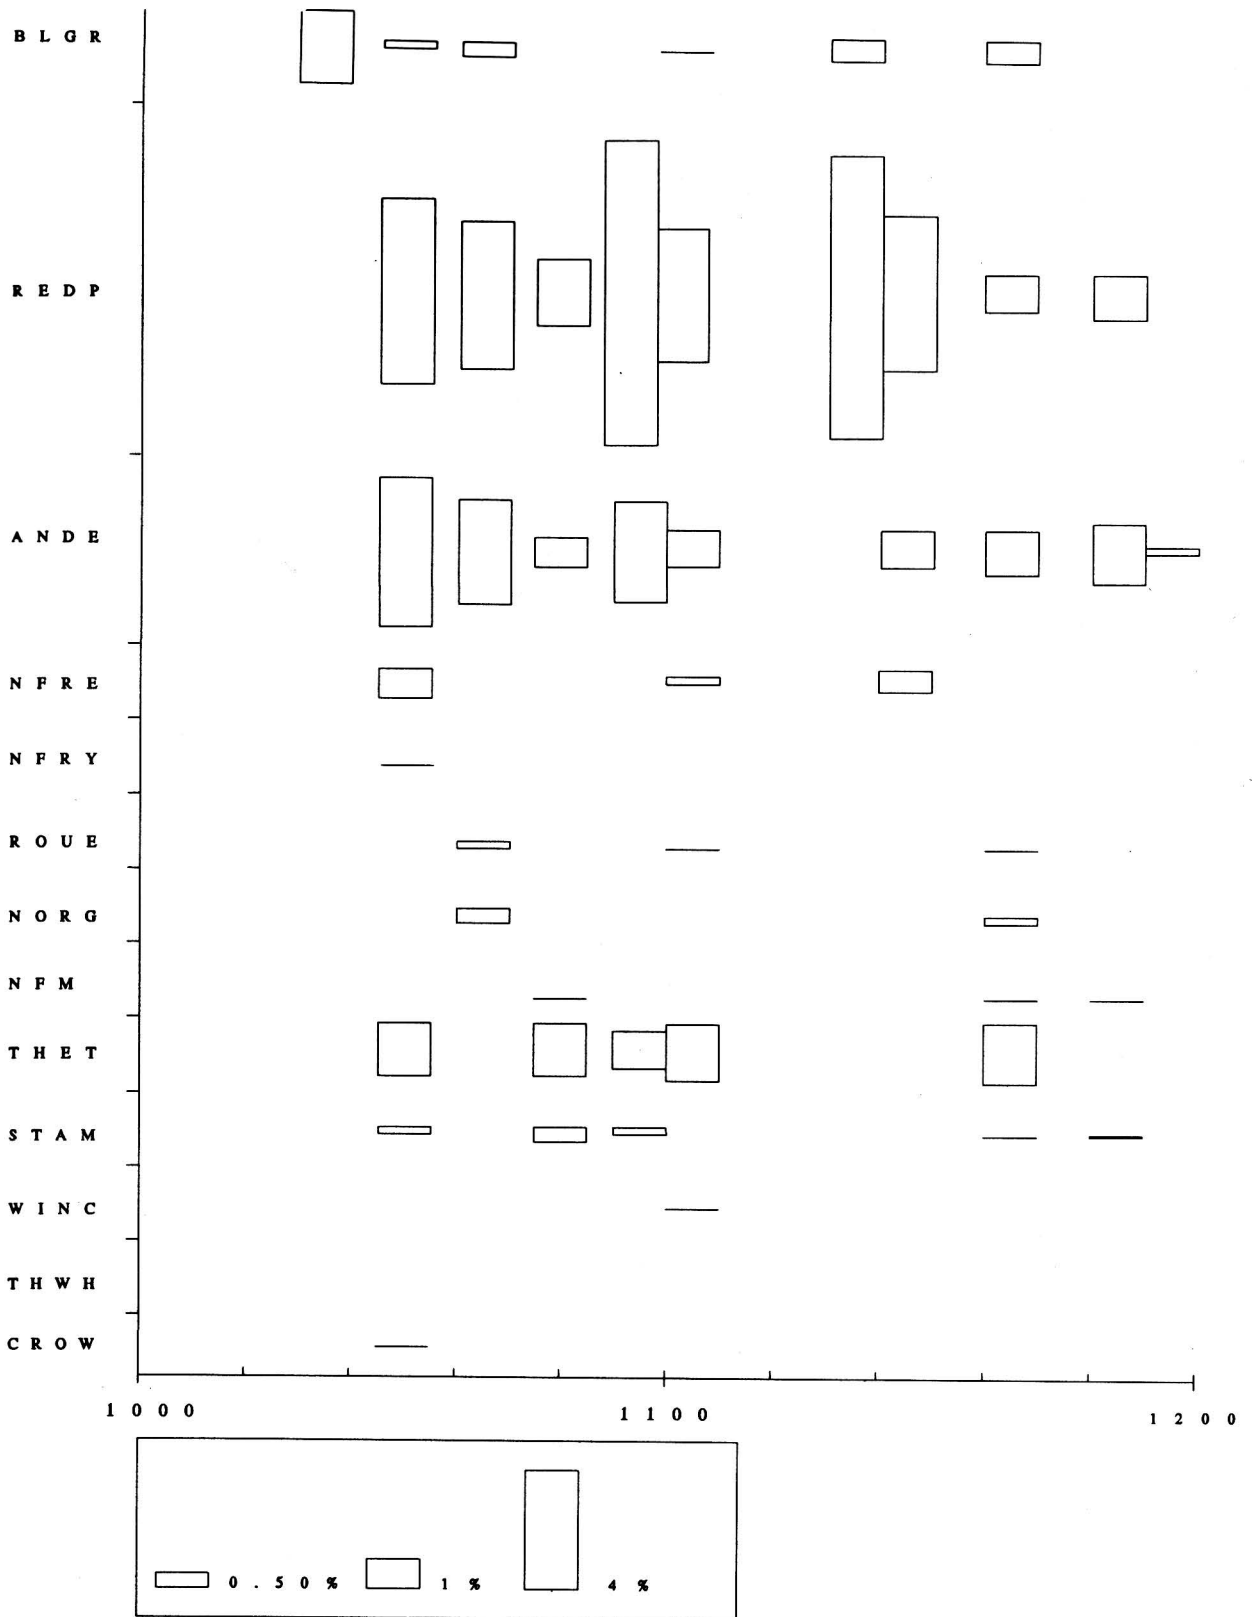 BLGR
REDP
ANDE
NFRE
NFRY
ROUE
NORG
NFM
THET
STAM
WINC
THWH
CROW
1000 1100 1200
0.50% 1% 4%